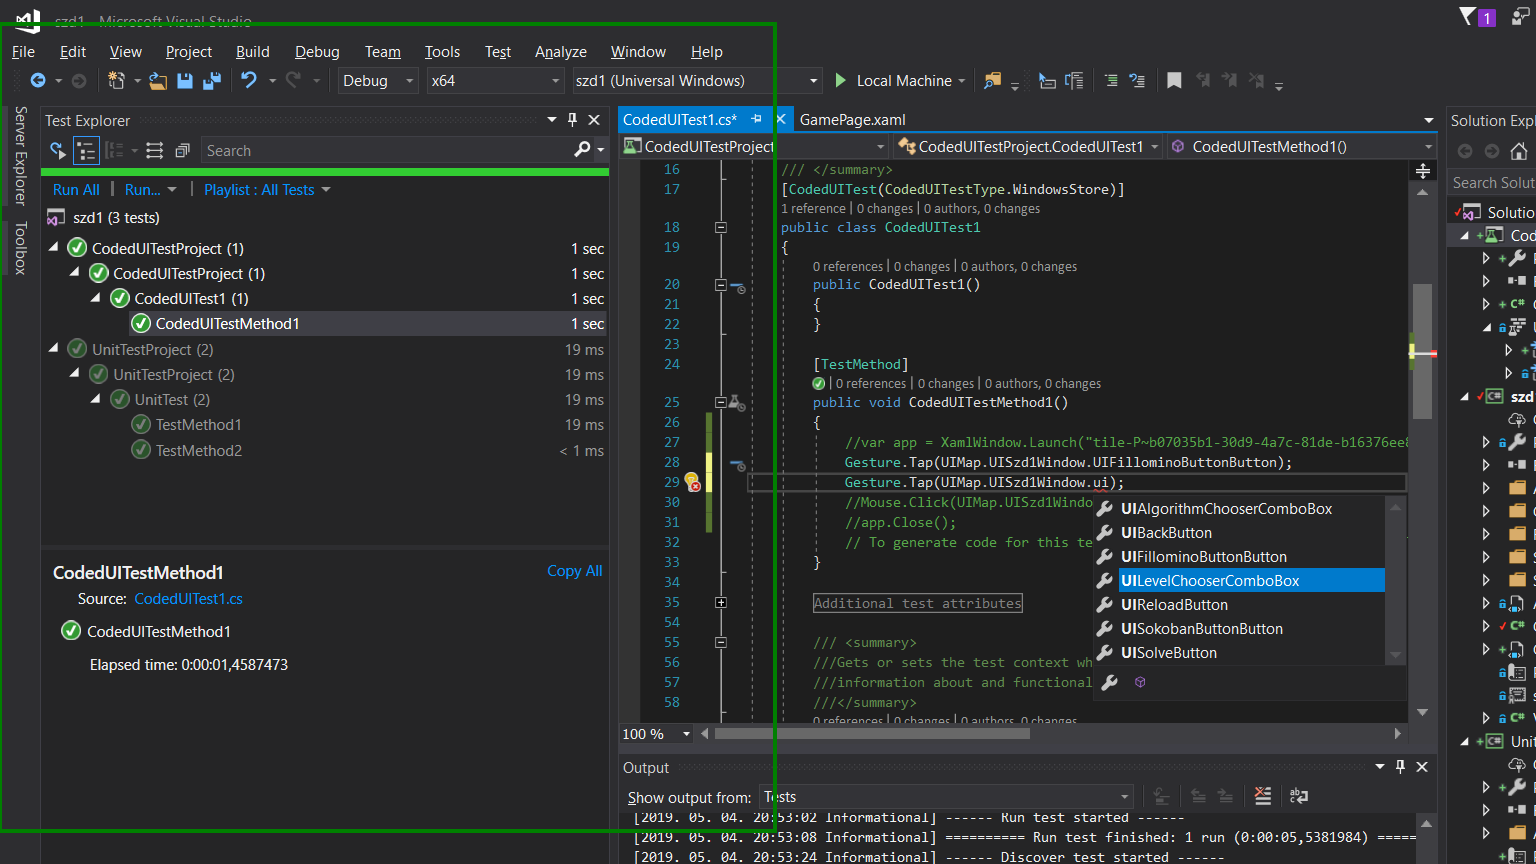 szd1 - Microsoft Visual Studio
1
File Edit View Project Build Debug Team Tools Test Analyze Window Help
Debug x64 szd1 (Universal Windows) Local Machine
Server Explorer
Toolbox
Test Explorer
Search
Run All | Run... | Playlist : All Tests
szd1 (3 tests)
CodedUITestProject (1) 1 sec
CodedUITestProject (1) 1 sec
CodedUITest1 (1) 1 sec
CodedUITestMethod1 1 sec
UnitTestProject (2) 19 ms
UnitTestProject (2) 19 ms
UnitTest (2) 19 ms
TestMethod1 19 ms
TestMethod2 < 1 ms
CodedUITestMethod1 Copy All
Source: CodedUITest1.cs
CodedUITestMethod1
Elapsed time: 0:00:01,4587473
CodedUITest1.cs* GamePage.xaml
CodedUITestProject CodedUITestProject.CodedUITest1 CodedUITestMethod1()
16 /// </summary>
17 [CodedUITest(CodedUITestType.WindowsStore)]
1 reference | 0 changes | 0 authors, 0 changes
18 public class CodedUITest1
19 {
0 references | 0 changes | 0 authors, 0 changes
20 public CodedUITest1()
21 {
22 }
23
24 [TestMethod]
| 0 references | 0 changes | 0 authors, 0 changes
25 public void CodedUITestMethod1()
26 {
27 //var app = XamlWindow.Launch("tile-P~b07035b1-30d9-4a7c-81de-b16376ee8
28 Gesture.Tap(UIMap.UISzd1Window.UIFillominoButtonButton);
29 Gesture.Tap(UIMap.UISzd1Window.ui);
30 //Mouse.Click(UIMap.UISzd1Windo
31 //app.Close();
32 // To generate code for this te
33 }
34
35 Additional test attributes
54
55 /// <summary>
56 ///Gets or sets the test context wh
57 ///information about and functional
58 ///</summary>
0 references | 0 changes | 0 authors, 0 changes
UIAlgorithmChooserComboBox
UIBackButton
UIFillominoButtonButton
UILevelChooserComboBox
UIReloadButton
UISokobanButtonButton
UISolveButton
100 %
Output
Show output from: Tests
[2019. 05. 04. 20:53:02 Informational] ------ Run test started ------
[2019. 05. 04. 20:53:08 Informational] ========== Run test finished: 1 run (0:00:05,5381984) =====
[2019. 05. 04. 20:53:24 Informational] ------ Discover test started ------
Solution Expl
Search Solut
Solutio
Cod
szd
Unit